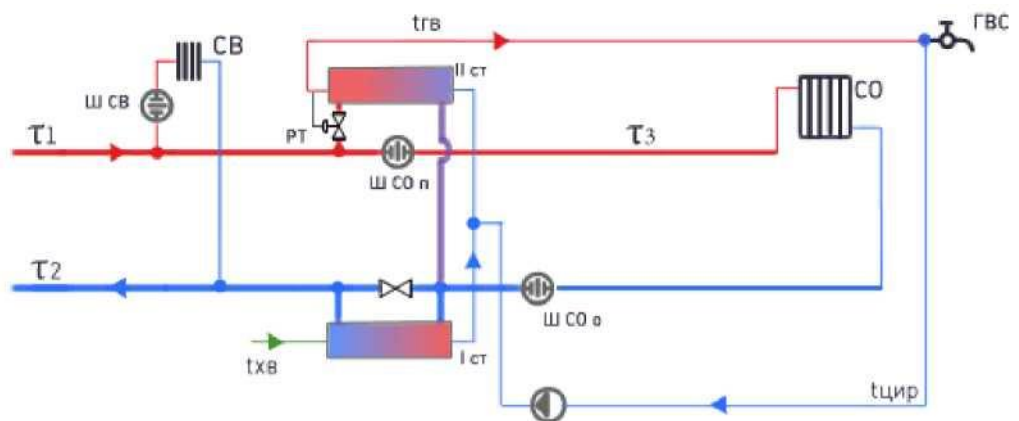 tгв
ГВС
СВ
II ст
СО
Ш СВ
τ1
РТ
τ3
Ш СО п
τ2
Ш СО о
I ст
tхв
tцир